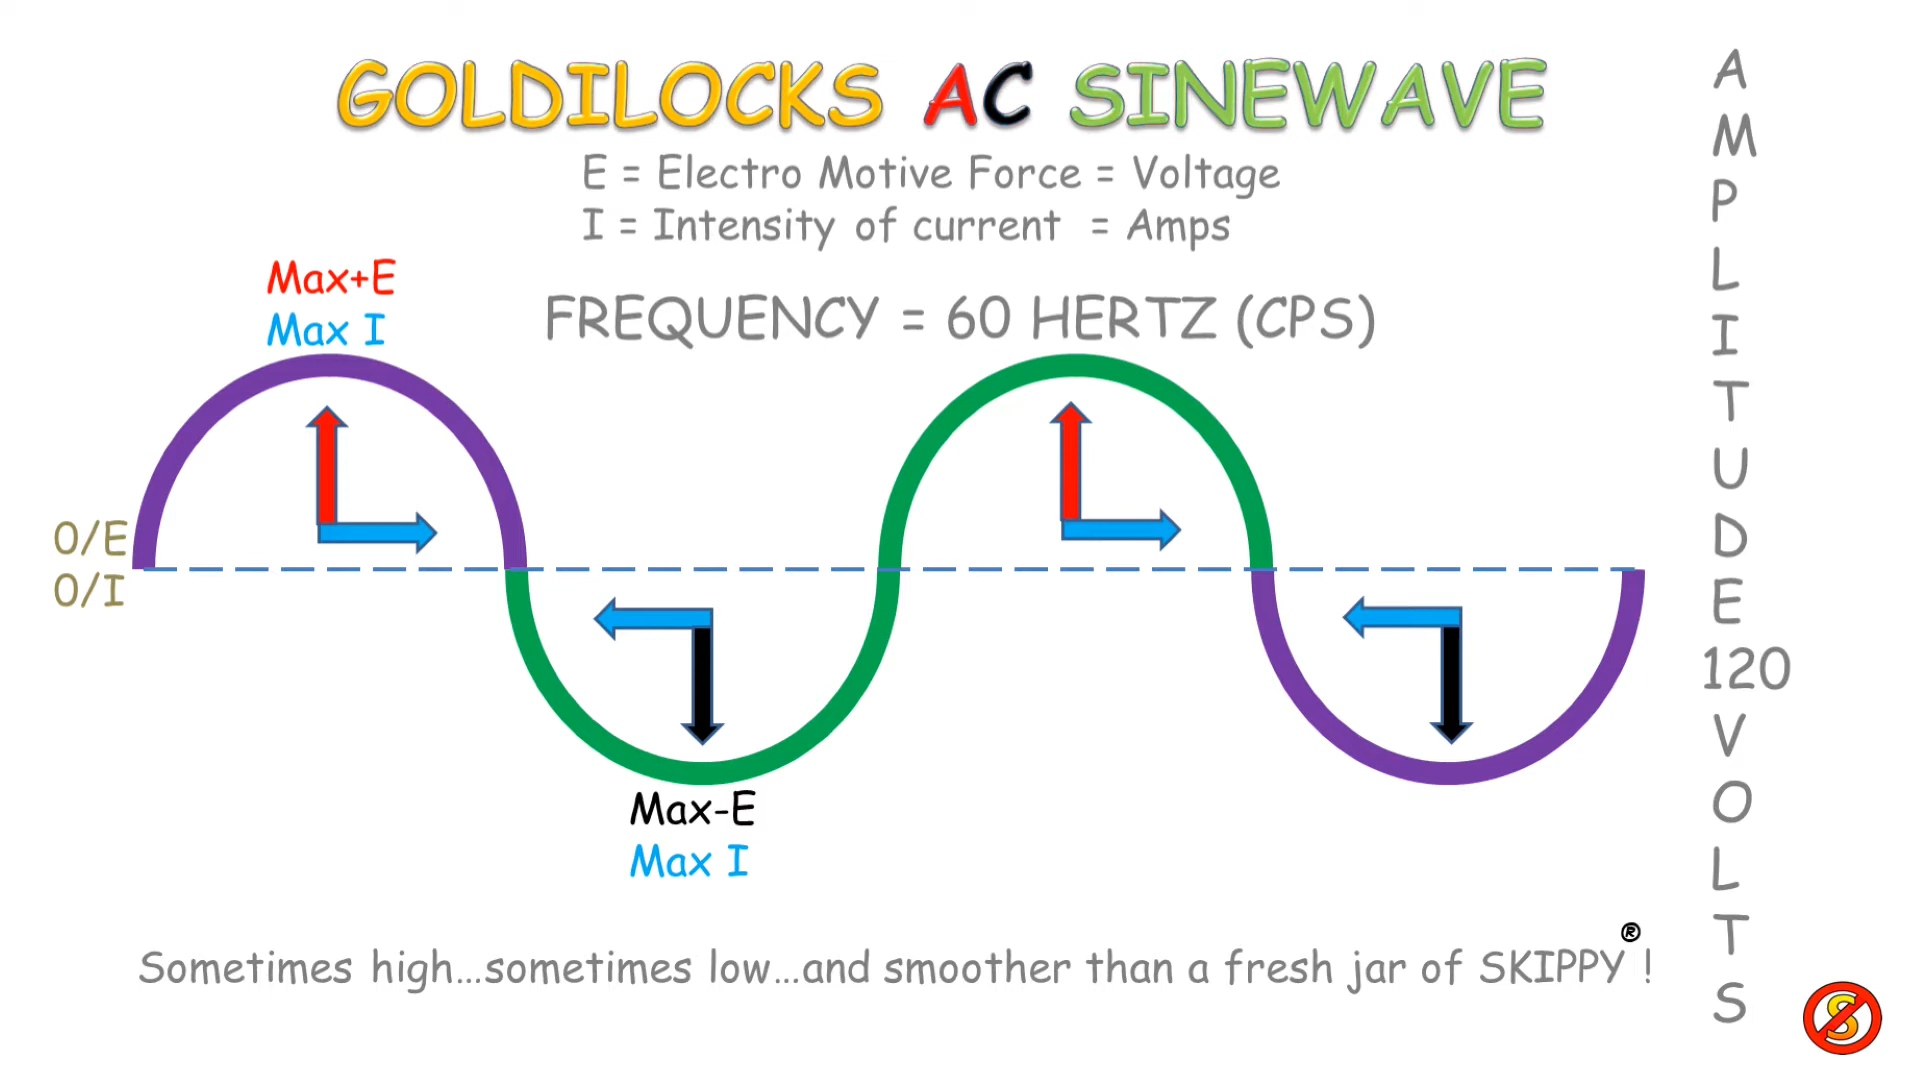 GOLDILOCKS AC SINEWAVE
E = Electro Motive Force = Voltage
I = Intensity of current = Amps
Max+E
Max I
FREQUENCY = 60 HERTZ (CPS)
0/E
0/I
Max-E
Max I
Sometimes high...sometimes low...and smoother than a fresh jar of SKIPPY® !
A
M
P
L
I
T
U
D
E
120
V
O
L
T
S
S